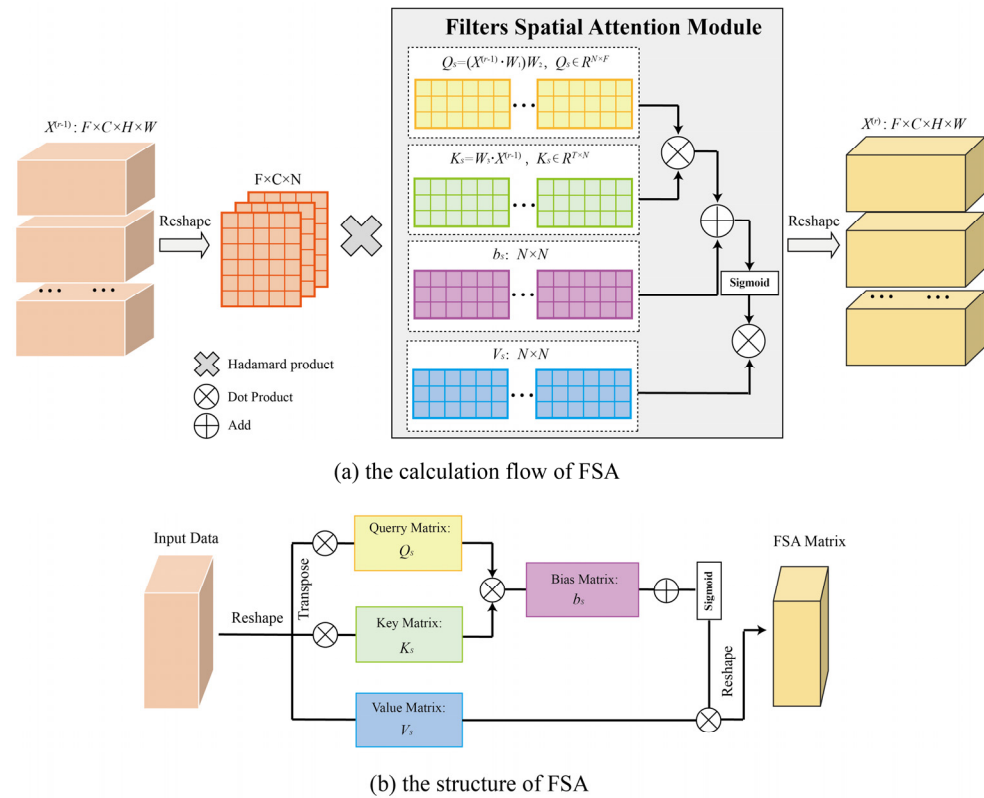 Filters Spatial Attention Module
Qₛ=(X⁽ʳ⁻¹⁾·W₁)W₂, Qₛ∈R^{N×F}
X⁽ʳ⁻¹⁾: F×C×H×W
F×C×N
Reshape
Kₛ=W₃·X⁽ʳ⁻¹⁾, Kₛ∈R^{T×N}
bₛ: N×N
Vₛ: N×N
Sigmoid
Reshape
X⁽ʳ⁾: F×C×H×W
Hadamard product
Dot Product
Add
(a) the calculation flow of FSA
Input Data
Reshape
Transpose
Querry Matrix:
Qₛ
Key Matrix:
Kₛ
Value Matrix:
Vₛ
Bias Matrix:
bₛ
Sigmoid
Reshape
FSA Matrix
(b) the structure of FSA